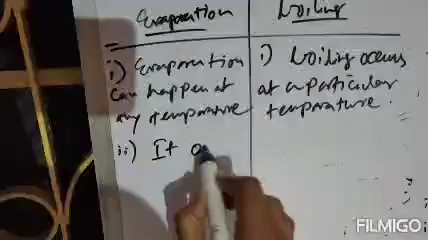 Evaporation Boiling
i) Evaporation i) Boiling occurs
can happen at at a particular
any temperature temperature.
ii) It o
FILMIGO